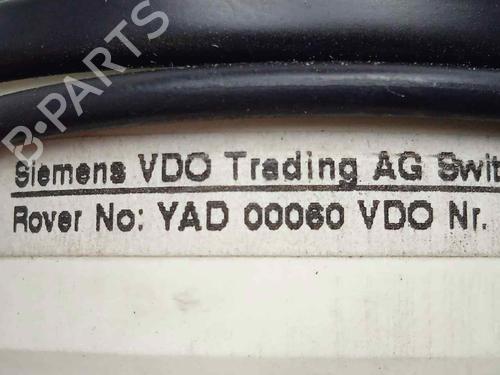 B-PARTS
Siemens VDO Trading AG Swit
Rover No: YAD 00060 VDO Nr.